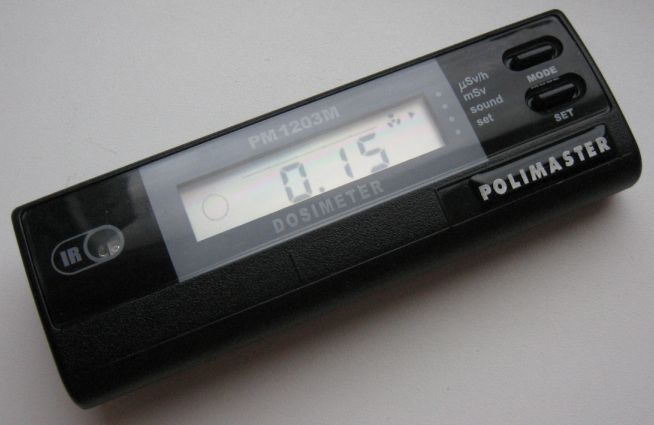 PM1203M
0.15
DOSIMETER
µSv/h
mSv
sound
set
MODE
SET
POLIMASTER
IR